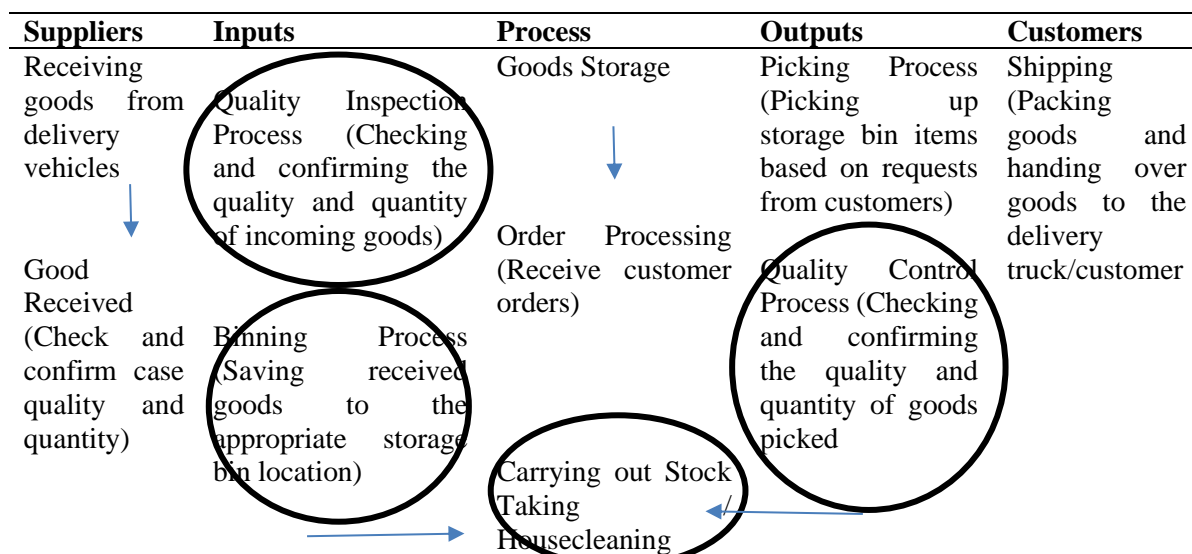 Suppliers Inputs Process Outputs Customers
Receiving
goods from
delivery
vehicles
Good
Received
(Check and
confirm case
quality and
quantity)
Quality Inspection
Process (Checking
and confirming the
quality and quantity
of incoming goods)
Binning Process
(Saving received
goods to the
appropriate storage
bin location)
Goods Storage
Order Processing
(Receive customer
orders)
Carrying out Stock
Taking /
Housecleaning
Picking Process
(Picking up
storage bin items
based on requests
from customers)
Quality Control
Process (Checking
and confirming
the quality and
quantity of goods
picked
Shipping
(Packing
goods and
handing over
goods to the
delivery
truck/customer